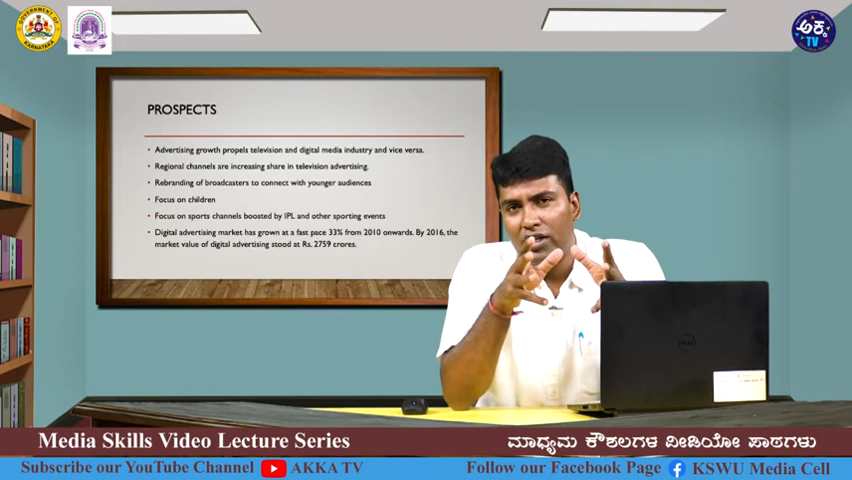 GOVERNMENT OF
KARNATAKA
ಅಕ್ಕ
TV
PROSPECTS
• Advertising growth propels television and digital media industry and vice versa.
• Regional channels are increasing share in television advertising.
• Rebranding of broadcasters to connect with younger audiences
• Focus on children
• Focus on sports channels boosted by IPL and other sporting events
• Digital advertising market has grown at a fast pace 33% from 2010 onwards. By 2016, the
market value of digital advertising stood at Rs. 2759 crores.
DELL
Media Skills Video Lecture Series
ಮಾಧ್ಯಮ ಕೌಶಲಗಳ ವೀಡಿಯೋ ಪಾಠಗಳು
Subscribe our YouTube Channel AKKA TV
Follow our Facebook Page KSWU Media Cell